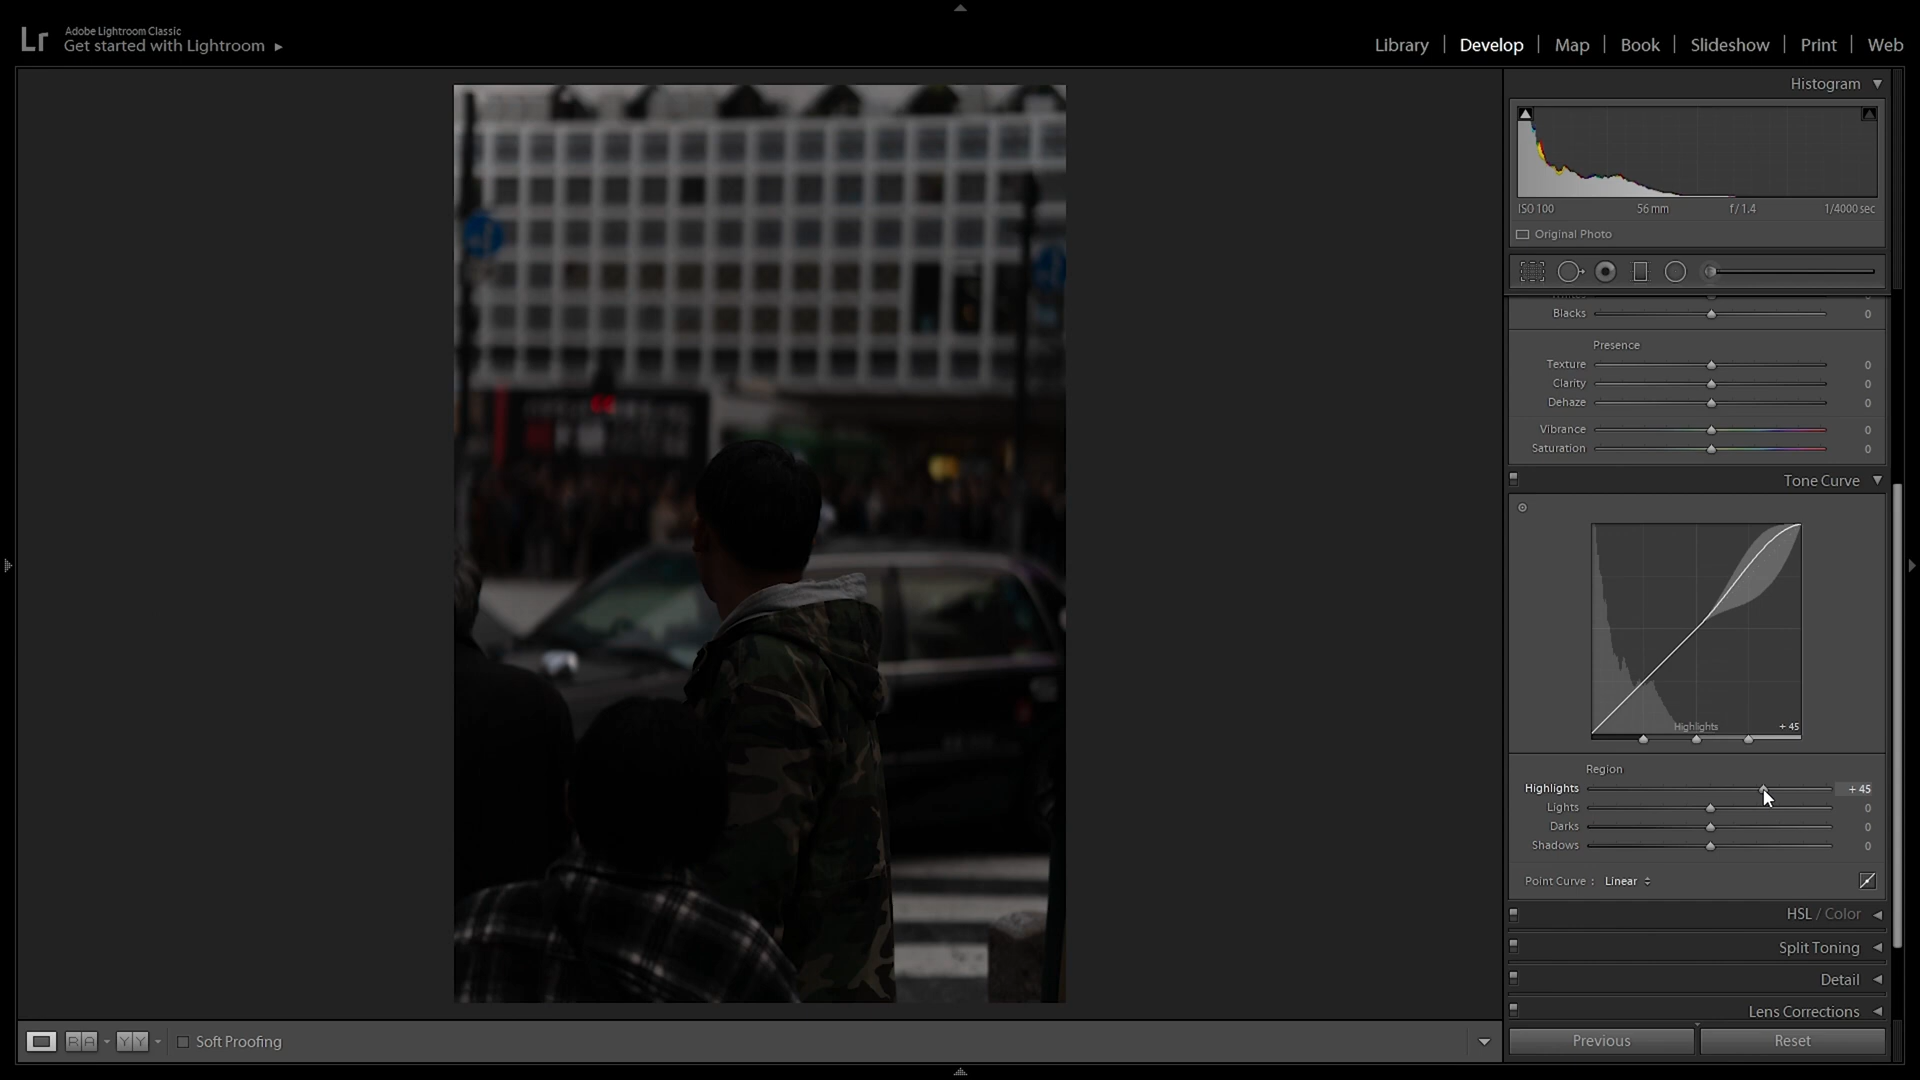 Lr
Adobe Lightroom Classic
Get started with Lightroom
Library
Develop
Map
Book
Slideshow
Print
Web
Histogram
ISO 100
56 mm
f / 1.4
1/4000 sec
Original Photo
Whites
Blacks 0
Presence
Texture 0
Clarity 0
Dehaze 0
Vibrance 0
Saturation 0
Tone Curve
Highlights + 45
Region
Highlights + 45
Lights 0
Darks 0
Shadows 0
Point Curve : Linear
HSL / Color
Split Toning
Detail
Lens Corrections
R A
Y Y
Soft Proofing
Previous
Reset